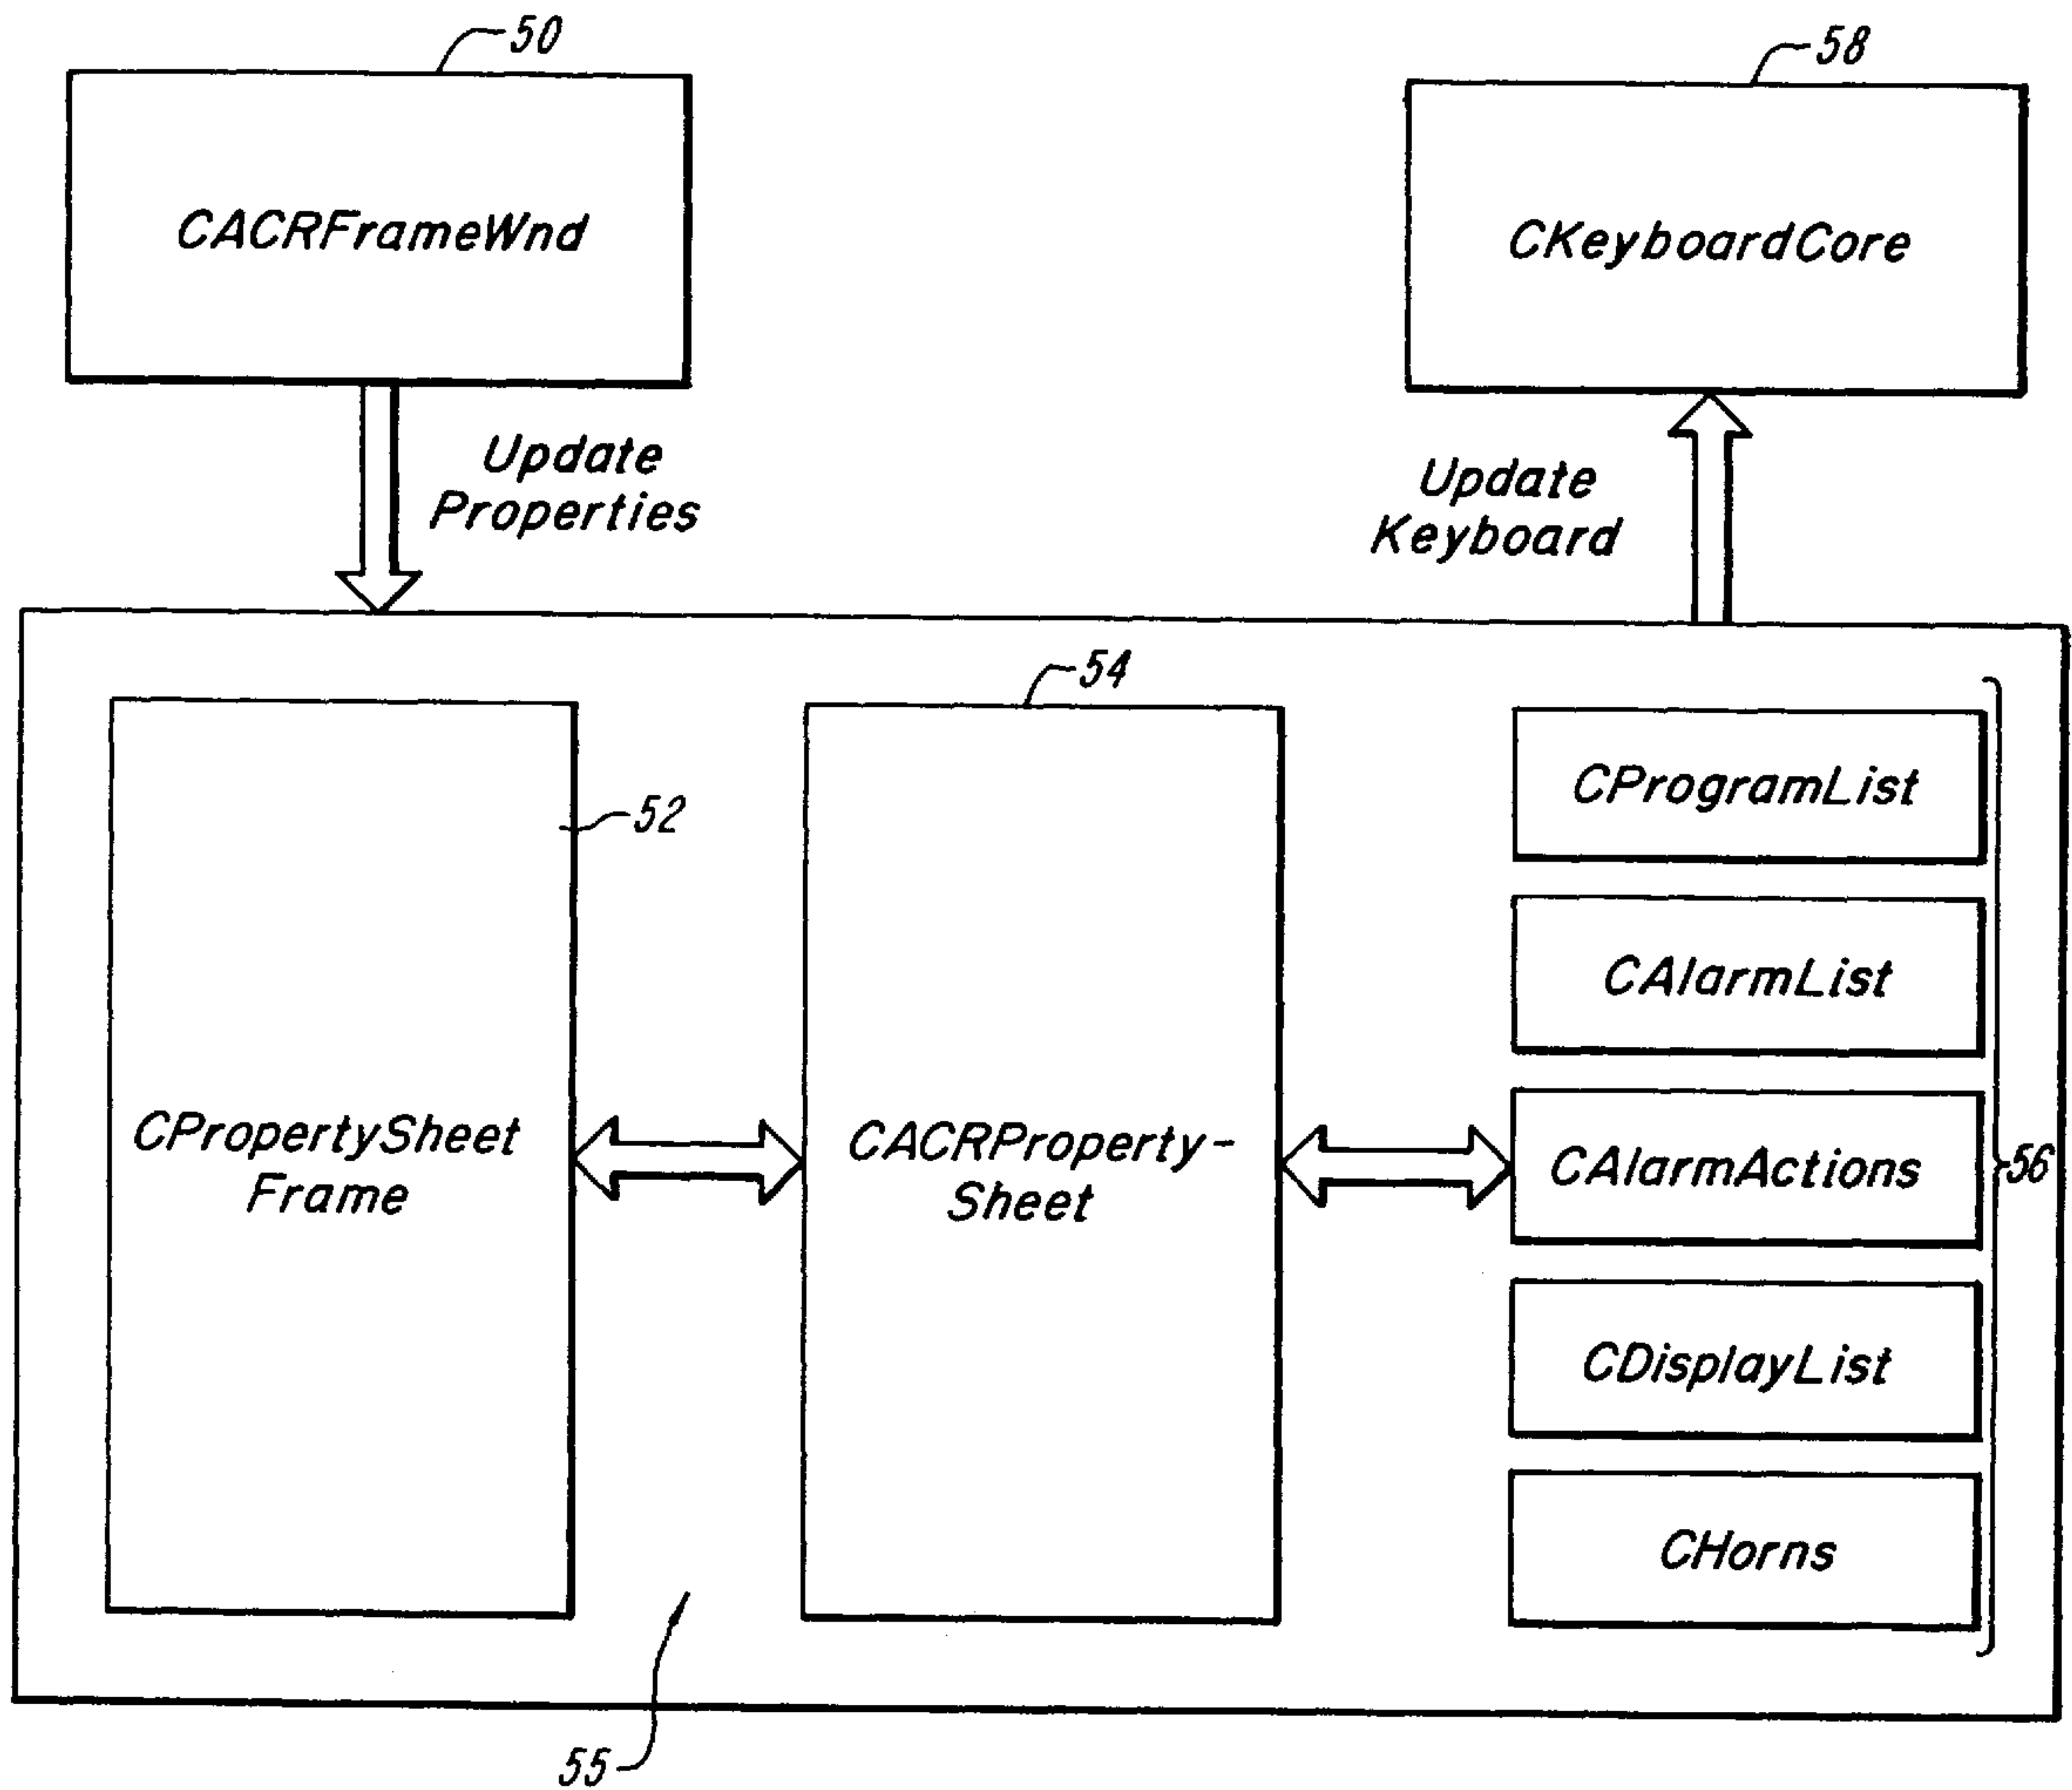 50
58
CACRFrameWnd
CKeyboardCore
Update
Properties
Update
Keyboard
54
52
CProgramList
CAlarmList
CPropertySheet
Frame
CACRProperty-
Sheet
CAlarmActions
56
CDisplayList
CHorns
55